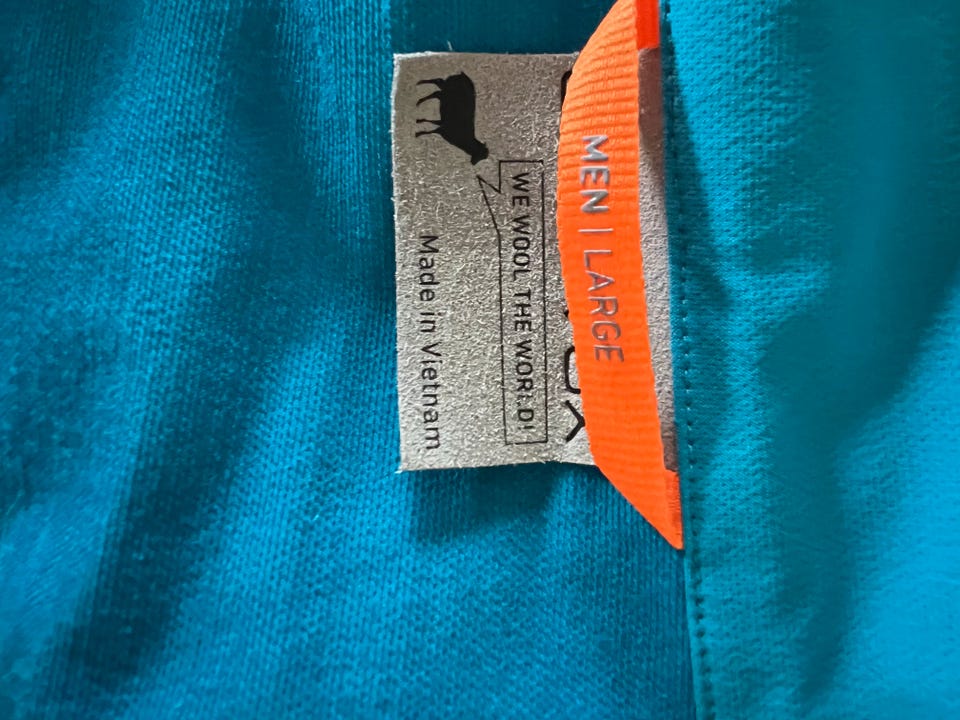 MEN | LARGE
WE WOOL THE WORLD!
Made in Vietnam